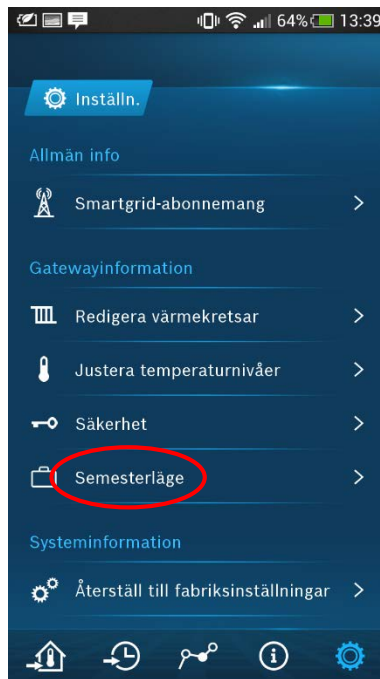 64% 13:39
Inställn.
Allmän info
Smartgrid-abonnemang
Gatewayinformation
Redigera värmekretsar
Justera temperaturnivåer
Säkerhet
Semesterläge
Systeminformation
Återställ till fabriksinställningar